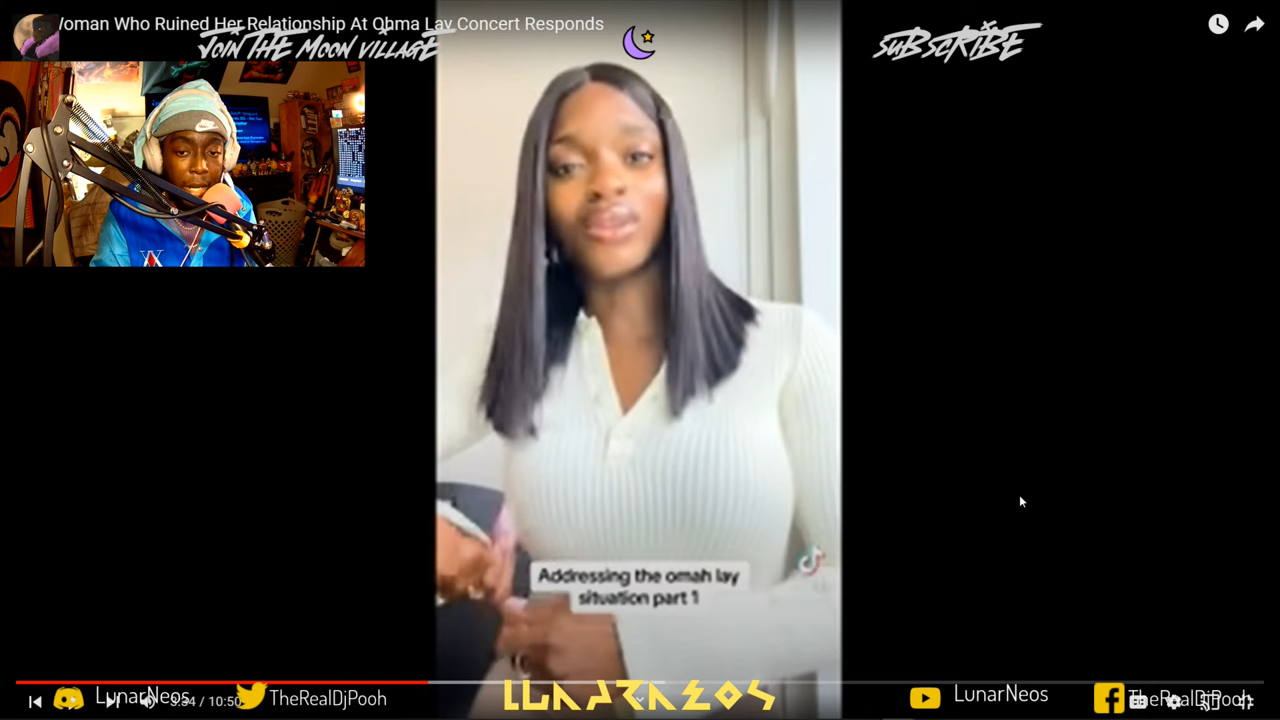 Woman Who Ruined Her Relationship At Ohma Lay Concert Responds
JOIN THE MOON VILLAGE
SUBSCRIBE
Addressing the omah lay
situation part 1
3:34 / 10:50
LunarNeos
TheRealDjPooh
LUNARNEOS
LunarNeos
TheRealDjPooh